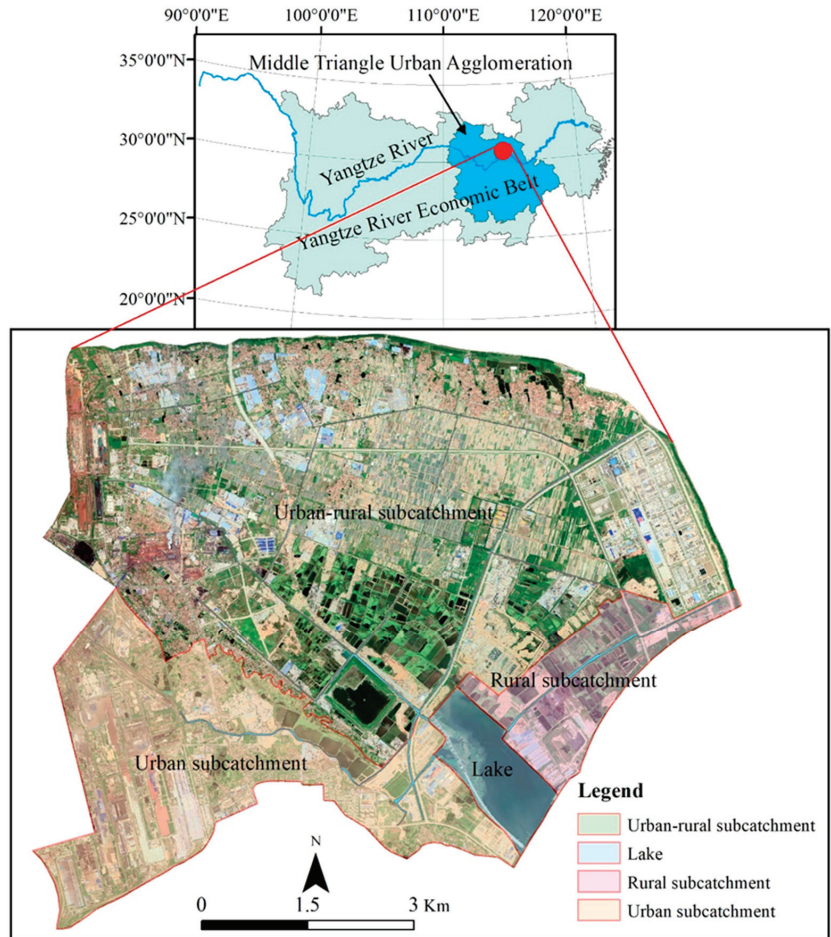 90°0'0"E 100°0'0"E 110°0'0"E 120°0'0"E
35°0'0"N
Middle Triangle Urban Agglomeration
30°0'0"N
Yangtze River
25°0'0"N
Yangtze River Economic Belt
20°0'0"N
Urban-rural subcatchment
Rural subcatchment
Urban subcatchment
Lake
Legend
Urban-rural subcatchment
Lake
Rural subcatchment
Urban subcatchment
N
0 1.5 3 Km